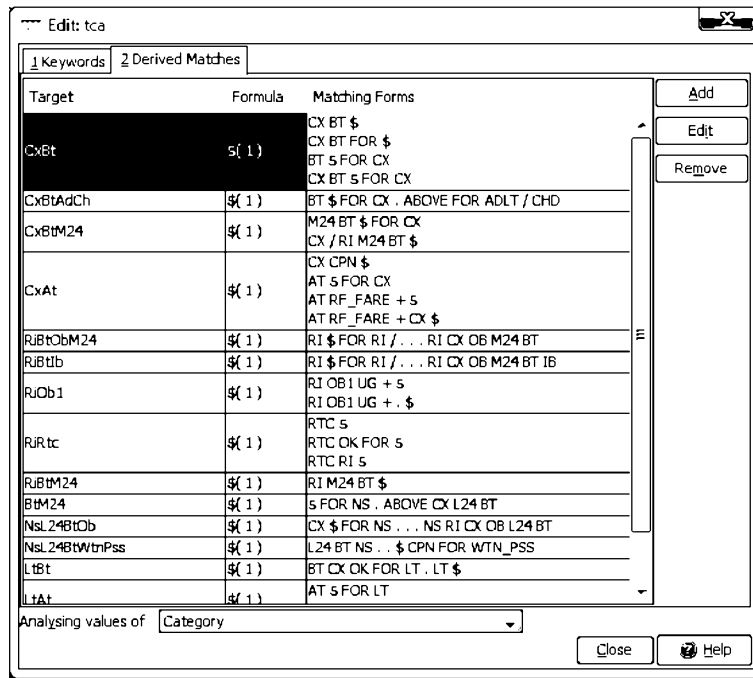 Edit: tca
1 Keywords 2 Derived Matches
Target Formula Matching Forms
CxBt s( 1 ) CX BT $
CX BT FOR $
BT s FOR CX
CX BT s FOR CX
CxBtAdCh $( 1 ) BT $ FOR CX . ABOVE FOR ADLT / CHD
CxBtM24 $( 1 ) M24 BT $ FOR CX
CX / RI M24 BT $
CxAt $( 1 ) CX CPN $
AT s FOR CX
AT RF_FARE + s
AT RF_FARE + CX $
RiBtObM24 $( 1 ) RI $ FOR RI / . . . RI CX OB M24 BT
RiBtIb $( 1 ) RI $ FOR RI / . . . RI CX OB M24 BT IB
RiOb1 $( 1 ) RI OB1 UG + s
RI OB1 UG + . $
RiRtc $( 1 ) RTC s
RTC OK FOR s
RTC RI s
RiBtM24 $( 1 ) RI M24 BT $
BtM24 $( 1 ) s FOR NS . ABOVE CX L24 BT
NsL24BtOb $( 1 ) CX $ FOR NS . . . NS RI CX OB L24 BT
NsL24BtWtnPss $( 1 ) L24 BT NS . . $ CPN FOR WTN_PSS
LtBt $( 1 ) BT CX OK FOR LT . LT $
LtAt $( 1 ) AT s FOR LT
Add
Edit
Remove
Analysing values of Category
Close Help